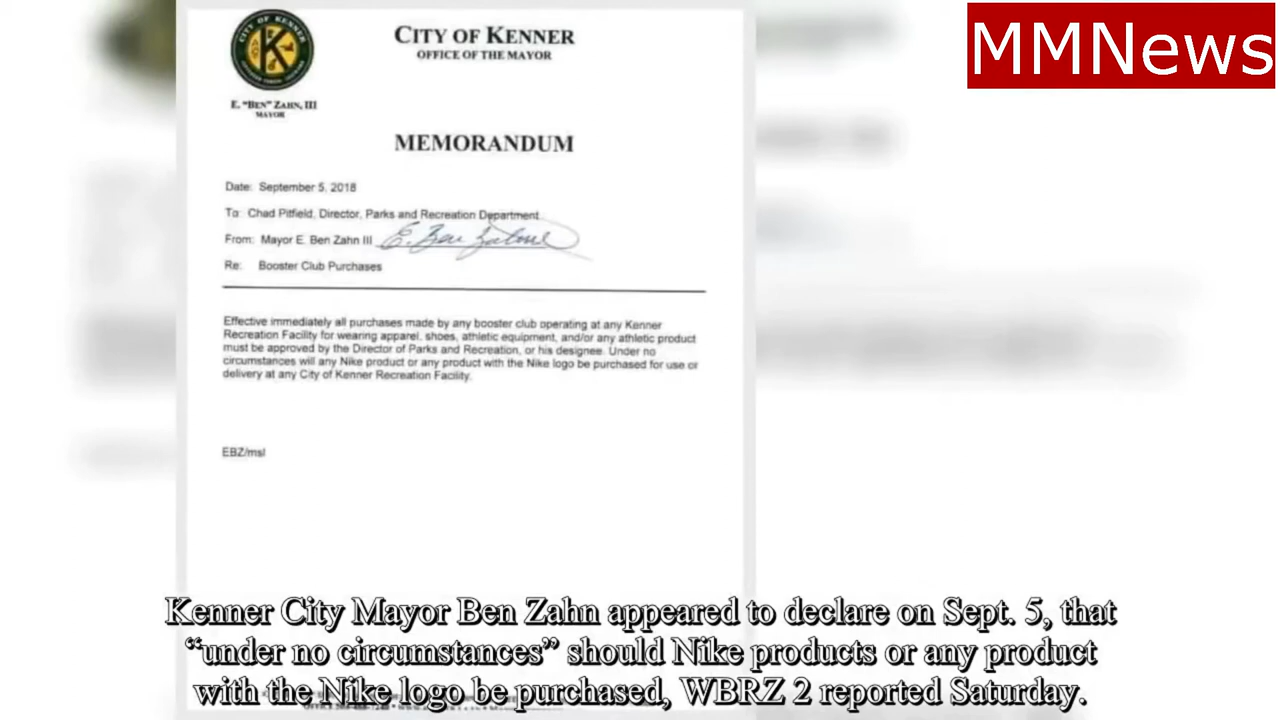 MMNews
CITY OF KENNER
CITY OF KENNER
OFFICE OF THE MAYOR
K
E. "BEN" ZAHN, III
MAYOR
MEMORANDUM
Date: September 5, 2018
To: Chad Pitfield, Director, Parks and Recreation Department
From: Mayor E. Ben Zahn III
Re: Booster Club Purchases
Effective immediately all purchases made by any booster club operating at any Kenner
Recreation Facility for wearing apparel, shoes, athletic equipment, and/or any athletic product
must be approved by the Director of Parks and Recreation, or his designee. Under no
circumstances will any Nike product or any product with the Nike logo be purchased for use or
delivery at any City of Kenner Recreation Facility.
EBZ/msl
Kenner City Mayor Ben Zahn appeared to declare on Sept. 5, that
“under no circumstances” should Nike products or any product
with the Nike logo be purchased, WBRZ 2 reported Saturday.